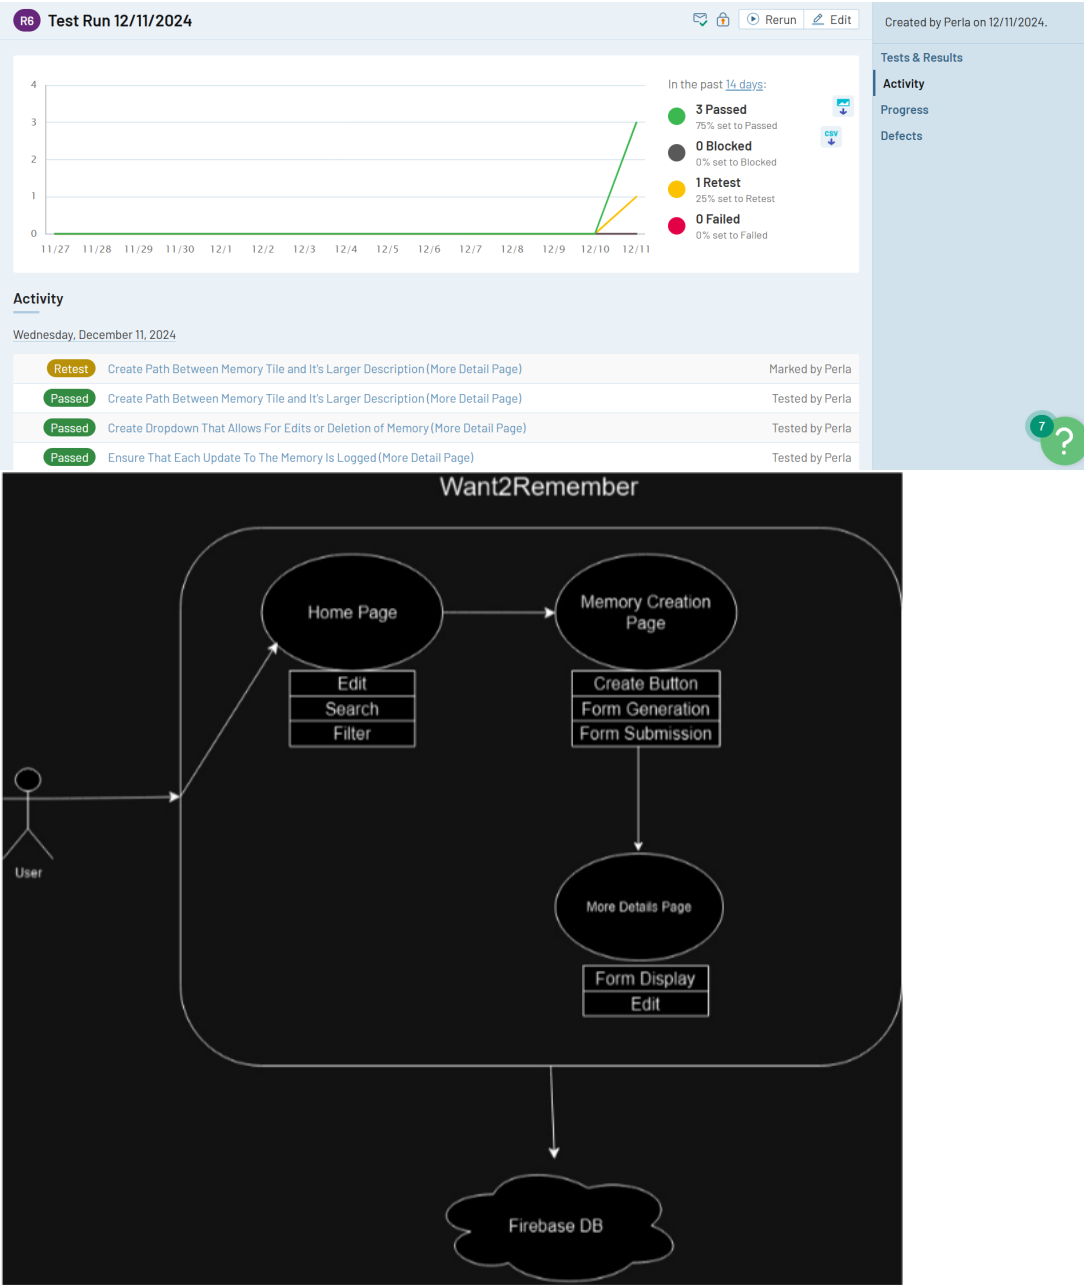 R6 Test Run 12/11/2024
Rerun
Edit
Created by Perla on 12/11/2024.
Tests & Results
Activity
Progress
Defects
In the past 14 days:
3 Passed
75% set to Passed
0 Blocked
0% set to Blocked
1 Retest
25% set to Retest
0 Failed
0% set to Failed
CSV
4
3
2
1
0
11/27 11/28 11/29 11/30 12/1 12/2 12/3 12/4 12/5 12/6 12/7 12/8 12/9 12/10 12/11
Activity
Wednesday, December 11, 2024
Retest Create Path Between Memory Tile and It's Larger Description (More Detail Page) Marked by Perla
Passed Create Path Between Memory Tile and It's Larger Description (More Detail Page) Tested by Perla
Passed Create Dropdown That Allows For Edits or Deletion of Memory (More Detail Page) Tested by Perla
Passed Ensure That Each Update To The Memory Is Logged (More Detail Page) Tested by Perla
7
?
Want2Remember
Home Page
Edit
Search
Filter
Memory Creation
Page
Create Button
Form Generation
Form Submission
User
More Details Page
Form Display
Edit
Firebase DB